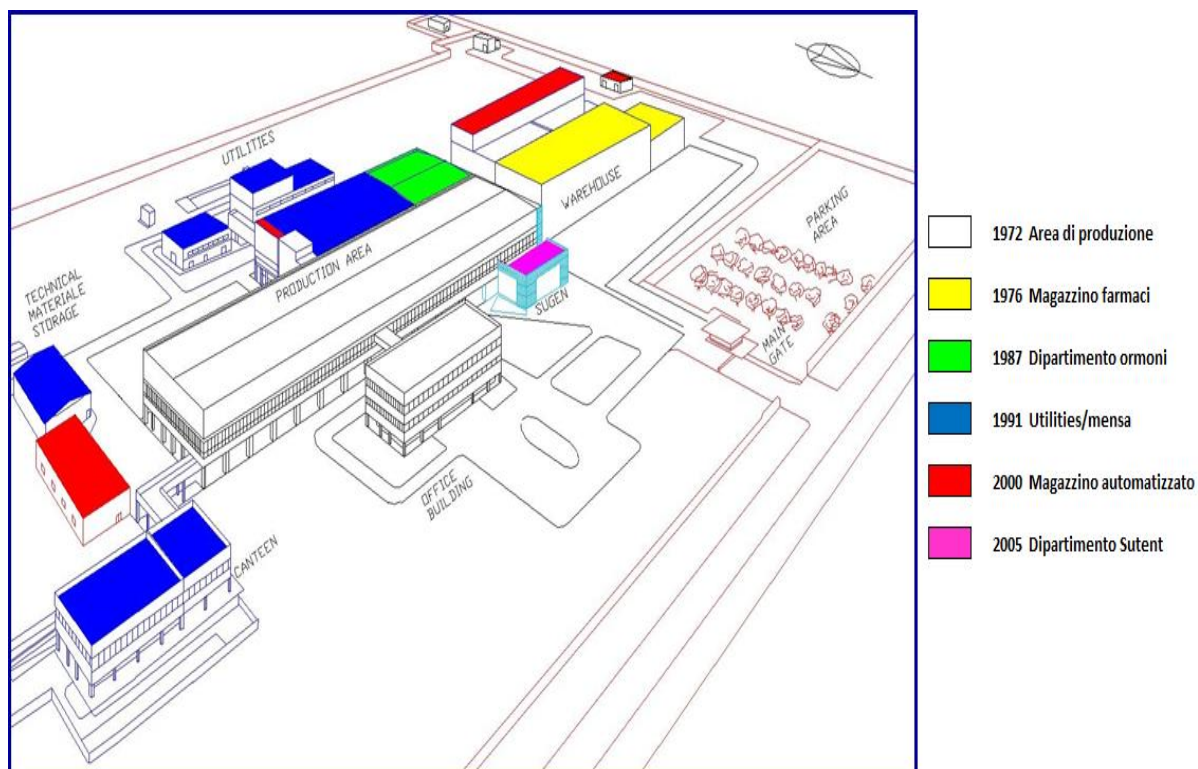 UTILITIES
WAREHOUSE
PARKING
AREA
PRODUCTION AREA
TECHNICAL
MATERIALE
STORAGE
SUGEN
MAIN
GATE
OFFICE
BUILDING
CANTEEN
1972 Area di produzione
1976 Magazzino farmaci
1987 Dipartimento ormoni
1991 Utilities/mensa
2000 Magazzino automatizzato
2005 Dipartimento Sutent